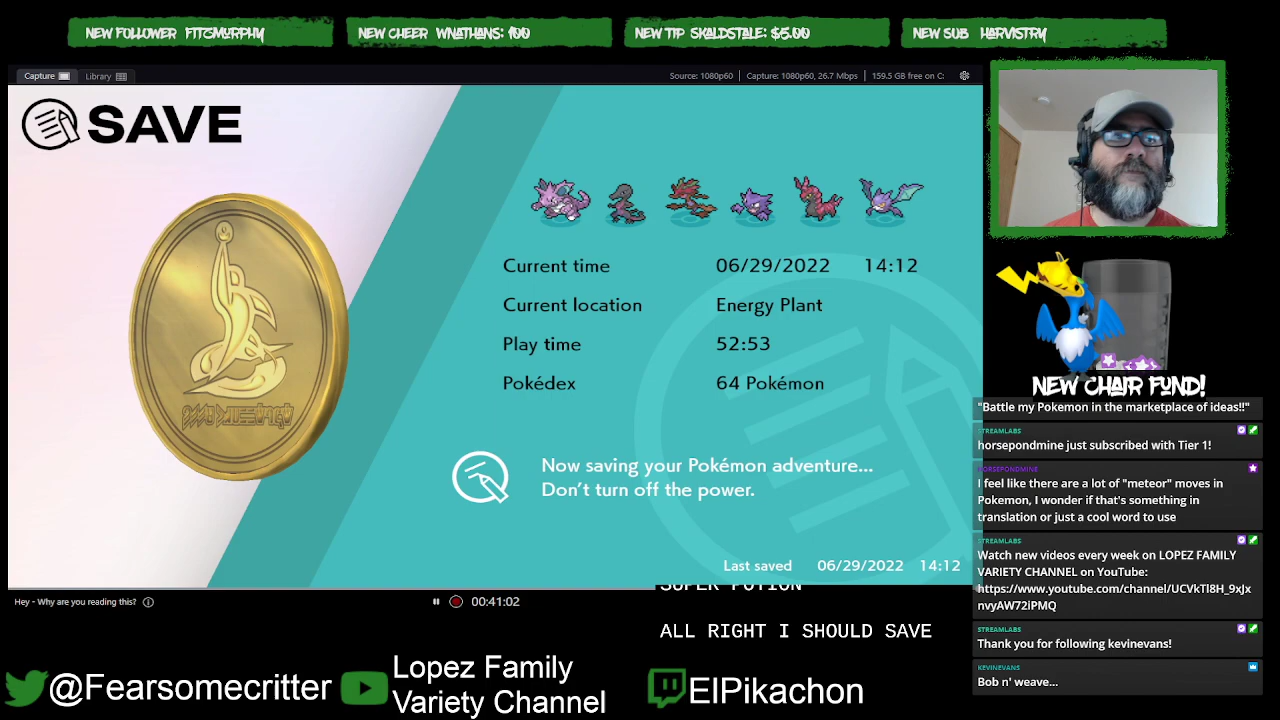 NEW FOLLOWER FITZMURPHY
NEW CHEER WNATHANS: 100
NEW TIP SKALDSTALE: $5.00
NEW SUB HARVISTRY
Capture
Library
Source: 1080p60
Capture: 1080p60, 26.7 Mbps
159.5 GB free on C:
SAVE
Current time 06/29/2022 14:12
Current location Energy Plant
Play time 52:53
Pokédex 64 Pokémon
Now saving your Pokémon adventure...
Don't turn off the power.
Last saved 06/29/2022 14:12
Hey - Why are you reading this?
00:41:02
SUPER POTION
ALL RIGHT I SHOULD SAVE
NEW CHAIR FUND!
"Battle my Pokemon in the marketplace of ideas!!"
STREAMLABS
horsepondmine just subscribed with Tier 1!
HORSEPONDMINE
I feel like there are a lot of "meteor" moves in
Pokemon, I wonder if that's something in
translation or just a cool word to use
STREAMLABS
Watch new videos every week on LOPEZ FAMILY
VARIETY CHANNEL on YouTube:
https://www.youtube.com/channel/UCVkTl8H_9xJx
nvyAW72iPMQ
STREAMLABS
Thank you for following kevinevans!
KEVINEVANS
Bob n' weave...
@Fearsomecritter
Lopez Family
Variety Channel
ElPikachon